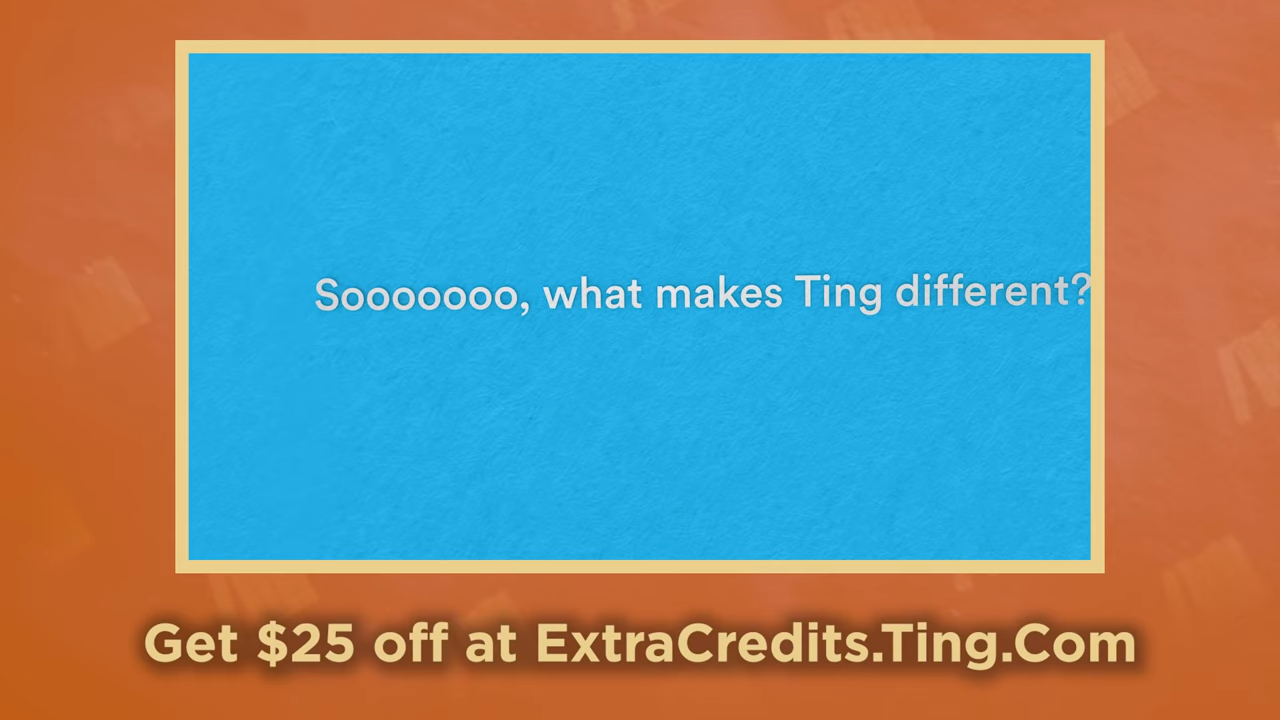 Sooooooo, what makes Ting different?
Get $25 off at ExtraCredits.Ting.Com